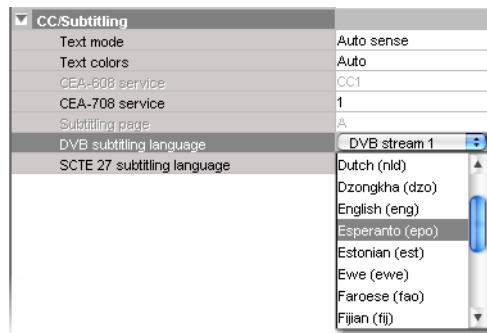 CC/Subtitling
Text mode Auto sense
Text colors Auto
CEA-608 service CC1
CEA-708 service 1
Subtitling page A
DVB subtitling language DVB stream 1
SCTE 27 subtitling language Dutch (nld)
Dzongkha (dzo)
English (eng)
Esperanto (epo)
Estonian (est)
Ewe (ewe)
Faroese (fao)
Fijian (fij)